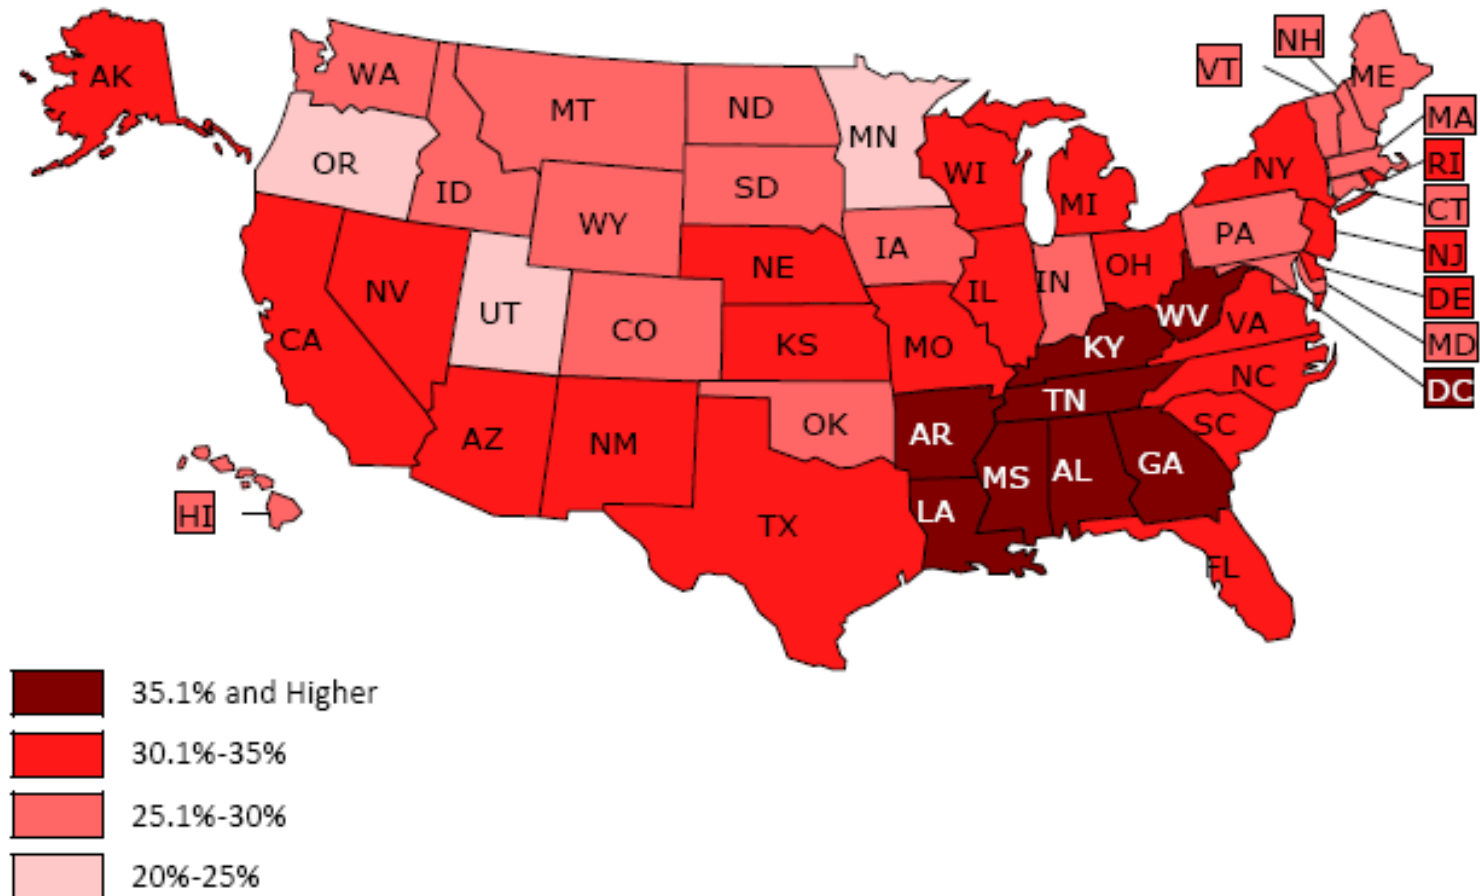 AK
WA
MT
ND
MN
OR
ID
WY
SD
WI
MI
NY
VT
NH
ME
MA
RI
CT
NJ
DE
MD
DC
PA
IA
NE
NV
UT
CO
CA
KS
MO
IL
IN
OH
WV
VA
KY
NC
TN
SC
AZ
NM
OK
AR
MS
AL
GA
LA
TX
FL
HI
35.1% and Higher
30.1%-35%
25.1%-30%
20%-25%